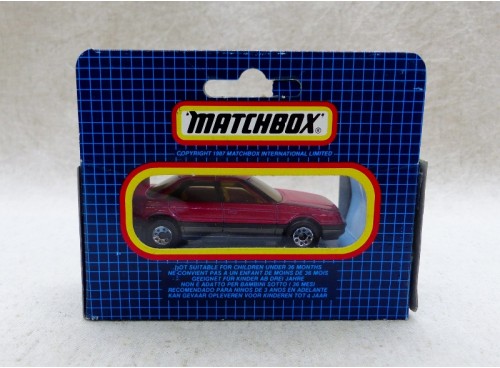 MATCHBOX®
COPYRIGHT 1987 MATCHBOX INTERNATIONAL LIMITED
NOT SUITABLE FOR CHILDREN UNDER 36 MONTHS
NE CONVIENT PAS A UN ENFANT DE MOINS DE 36 MOIS
GEEIGNET FÜR KINDER AB DREI JAHRE
NON E ADATTO PER BAMBINI SOTTO I 36 MESI
RECOMENDADO PARA NINOS DE 3 ANOS EN ADELANTE
KAN GEVAAR OPLEVEREN VOOR KINDEREN TOT 3 JAAR